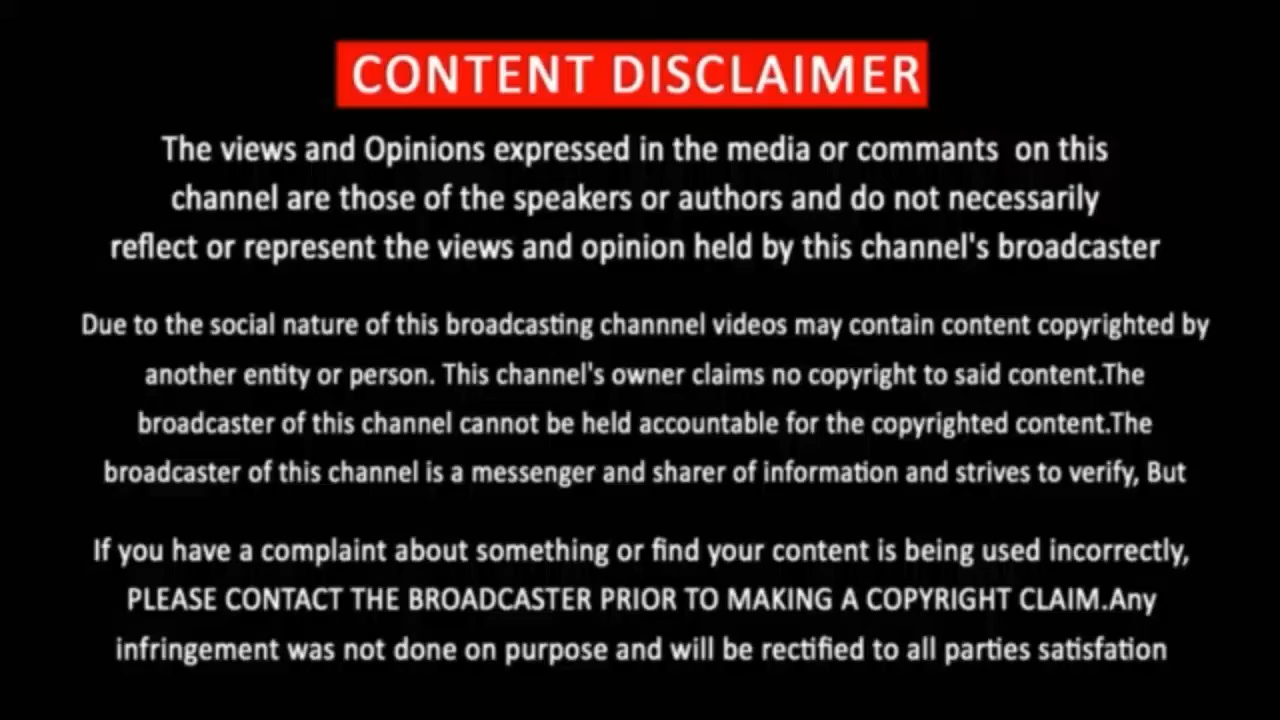 CONTENT DISCLAIMER
The views and Opinions expressed in the media or commants on this
channel are those of the speakers or authors and do not necessarily
reflect or represent the views and opinion held by this channel's broadcaster
Due to the social nature of this broadcasting channnel videos may contain content copyrighted by
another entity or person. This channel's owner claims no copyright to said content.The
broadcaster of this channel cannot be held accountable for the copyrighted content.The
broadcaster of this channel is a messenger and sharer of information and strives to verify, But
If you have a complaint about something or find your content is being used incorrectly,
PLEASE CONTACT THE BROADCASTER PRIOR TO MAKING A COPYRIGHT CLAIM.Any
infringement was not done on purpose and will be rectified to all parties satisfation